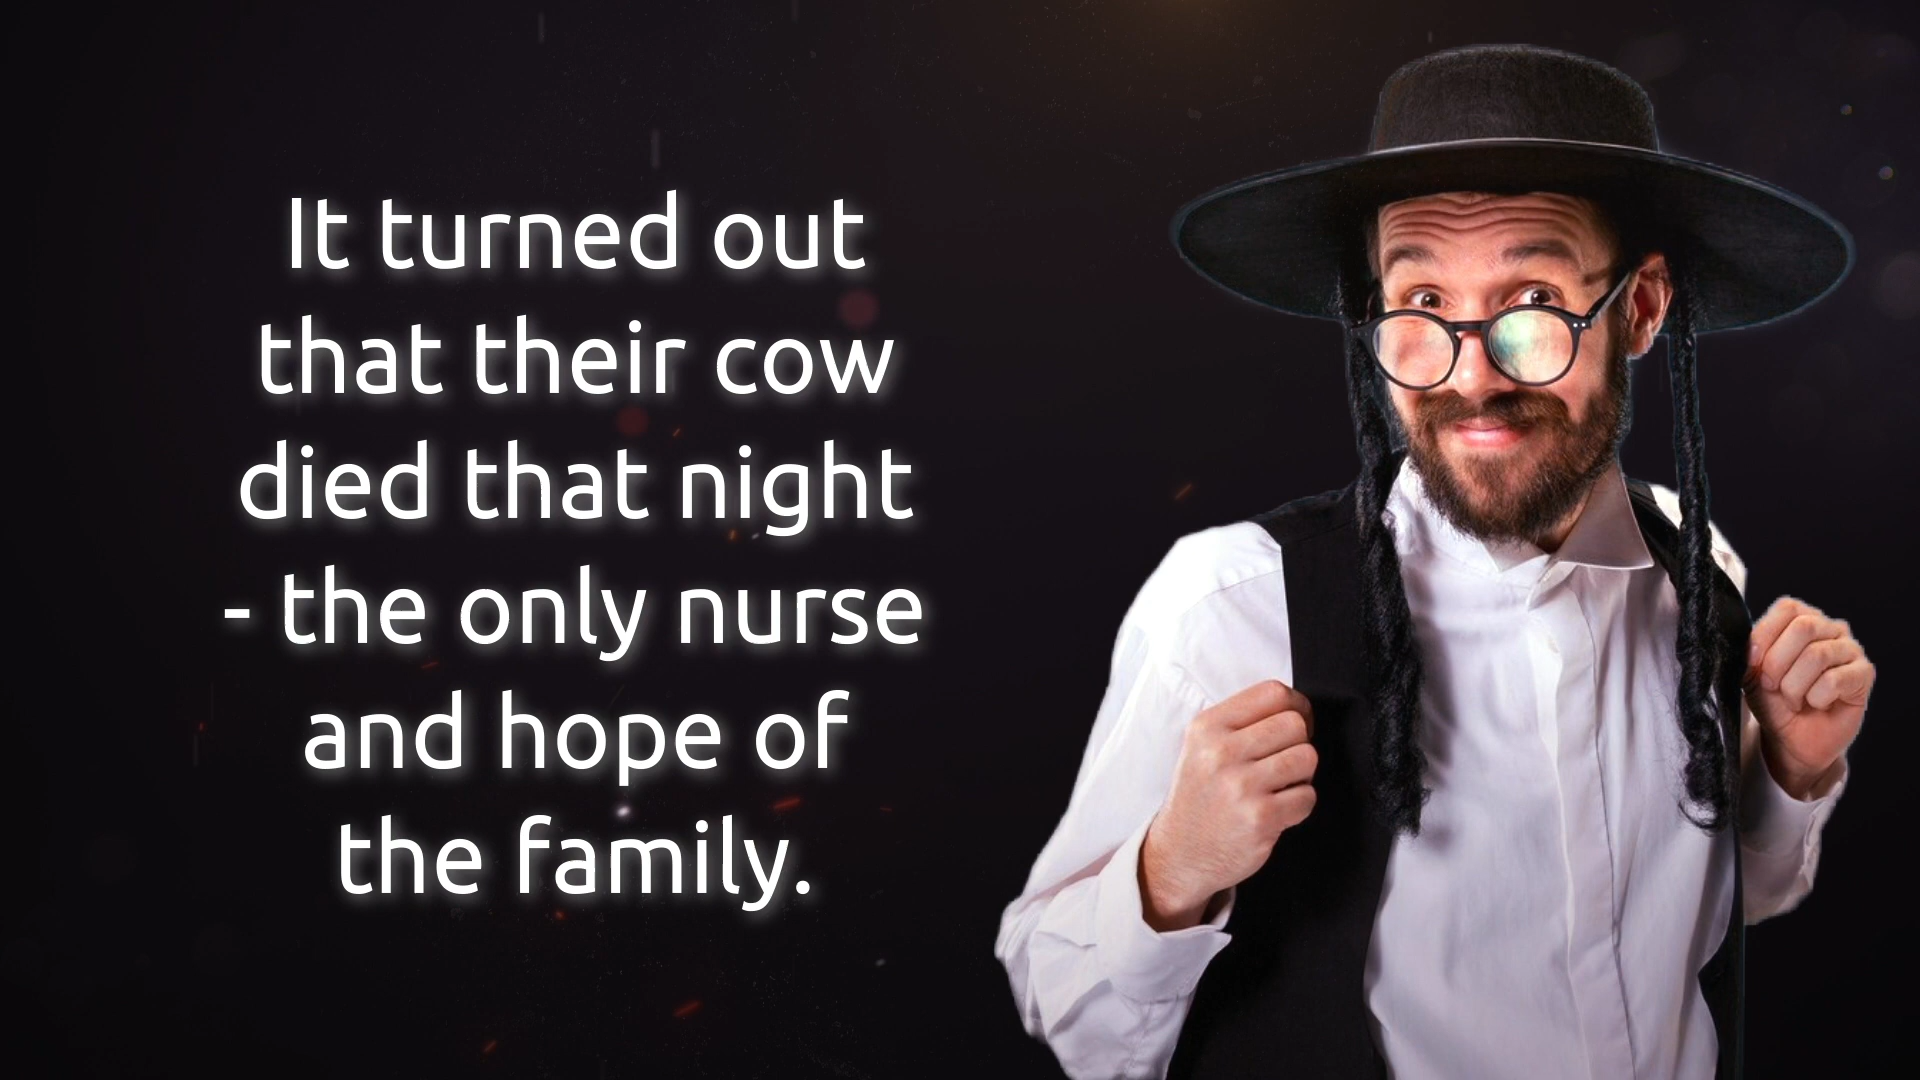 It turned out
that their cow
died that night
- the only nurse
and hope of
the family.